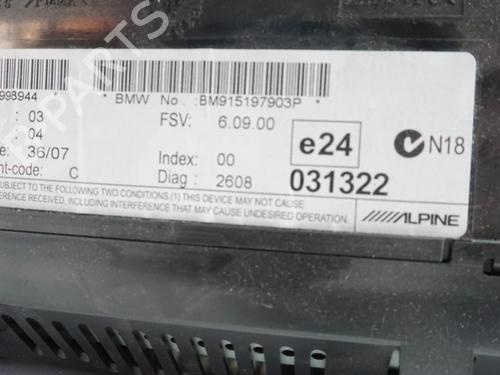 998944
* BMW No : BM915197903P *
: 03 FSV: 6.09.00
04
e: 36/07 Index: 00
nt-code: C Diag : 2608
e24
031322
N18
SUBJECT TO THE FOLLOWING TWO CONDITIONS.(1) THIS DEVICE MAY NOT CAUSE
ERENCE RECEIVED, INCLUDING INTERFERENCE THAT MAY CAUSE UNDESIRED OPERATION.
ALPINE
PARTS